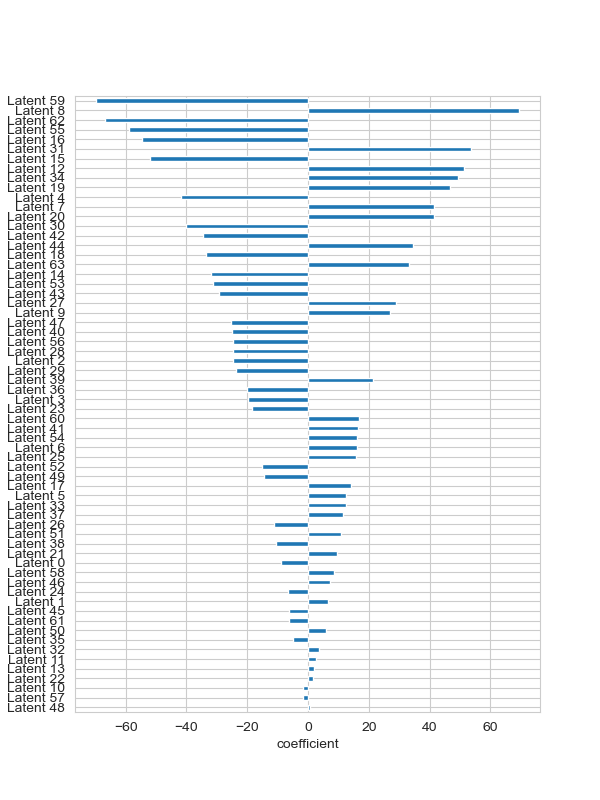 Latent 59
Latent 8
Latent 62
Latent 55
Latent 16
Latent 31
Latent 15
Latent 12
Latent 34
Latent 19
Latent 4
Latent 7
Latent 20
Latent 30
Latent 42
Latent 44
Latent 18
Latent 63
Latent 14
Latent 53
Latent 43
Latent 27
Latent 9
Latent 47
Latent 40
Latent 56
Latent 28
Latent 2
Latent 29
Latent 39
Latent 36
Latent 3
Latent 23
Latent 60
Latent 41
Latent 54
Latent 6
Latent 25
Latent 52
Latent 49
Latent 17
Latent 5
Latent 33
Latent 37
Latent 26
Latent 51
Latent 38
Latent 21
Latent 0
Latent 58
Latent 46
Latent 24
Latent 1
Latent 45
Latent 61
Latent 50
Latent 35
Latent 32
Latent 11
Latent 13
Latent 22
Latent 10
Latent 57
Latent 48
−60 −40 −20 0 20 40 60
coefficient